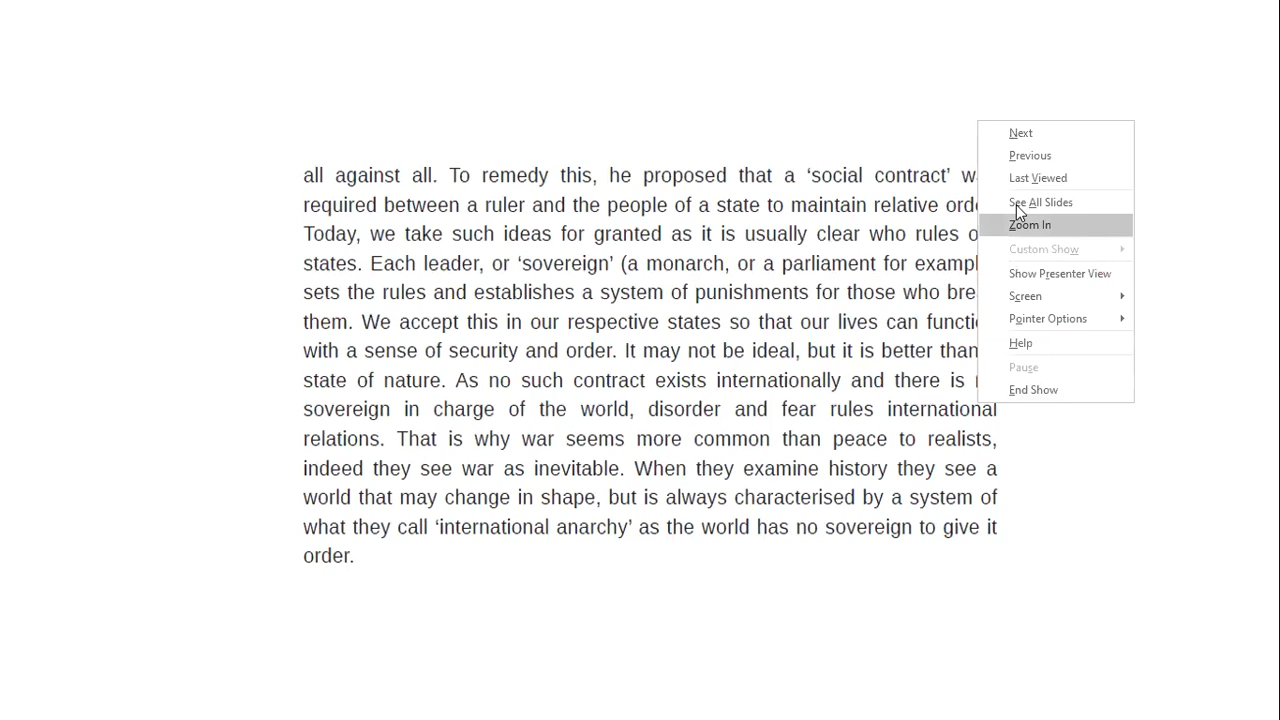 all against all. To remedy this, he proposed that a ‘social contract’
required between a ruler and the people of a state to maintain relative
Today, we take such ideas for granted as it is usually clear who rules
states. Each leader, or ‘sovereign’ (a monarch, or a parliament for
sets the rules and establishes a system of punishments for those who
them. We accept this in our respective states so that our lives can
with a sense of security and order. It may not be ideal, but it is better than
state of nature. As no such contract exists internationally and there is
sovereign in charge of the world, disorder and fear rules international
relations. That is why war seems more common than peace to realists,
indeed they see war as inevitable. When they examine history they see a
world that may change in shape, but is always characterised by a system of
what they call ‘international anarchy’ as the world has no sovereign to give it
order.
Next
Previous
Last Viewed
See All Slides
Zoom In
Custom Show
Show Presenter View
Screen
Pointer Options
Help
Pause
End Show